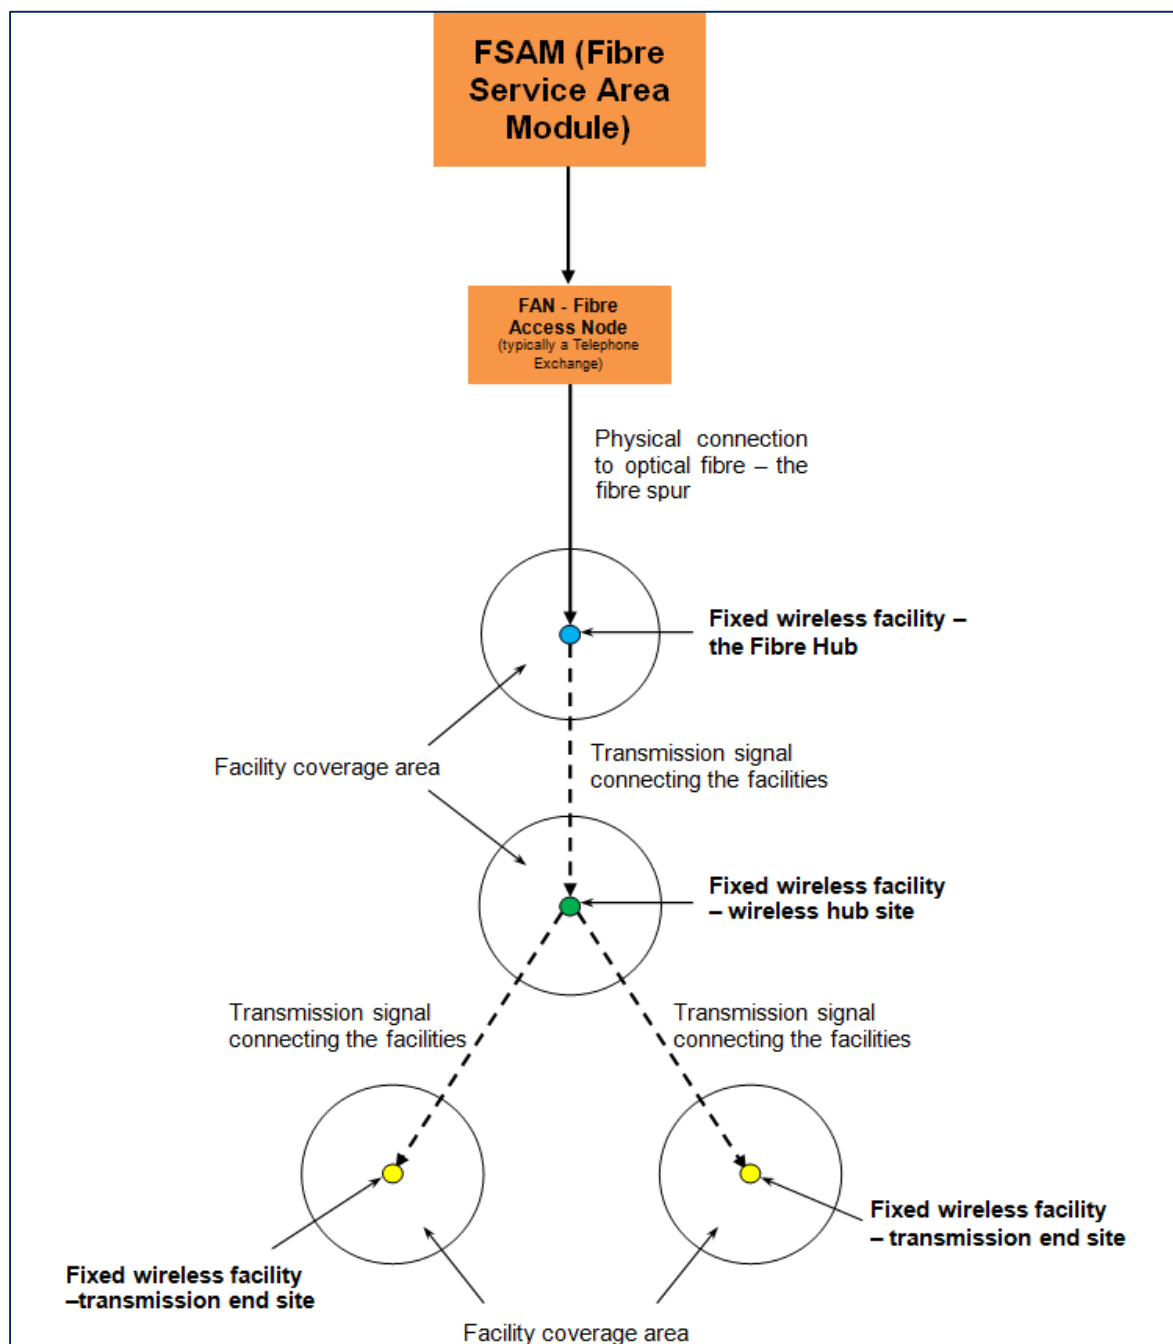 FSAM (Fibre
Service Area
Module)
FAN - Fibre
Access Node
(typically a Telephone
Exchange)
Physical connection
to optical fibre – the
fibre spur
Fixed wireless facility –
the Fibre Hub
Transmission signal
connecting the facilities
Facility coverage area
Fixed wireless facility
– wireless hub site
Transmission signal
connecting the facilities
Transmission signal
connecting the facilities
Fixed wireless facility
– transmission end site
Fixed wireless facility
–transmission end site
Facility coverage area